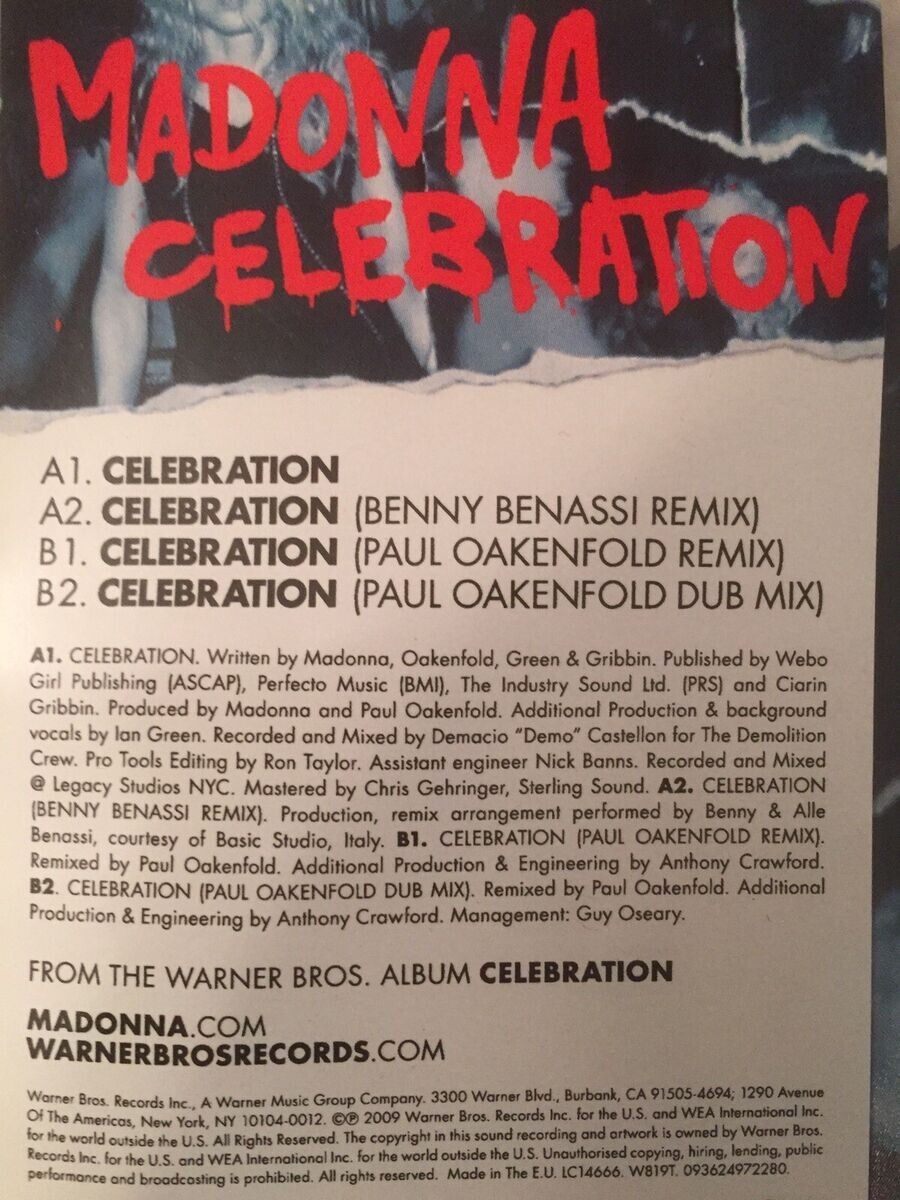 MADONNA
CELEBRATION
A1. CELEBRATION
A2. CELEBRATION (BENNY BENASSI REMIX)
B1. CELEBRATION (PAUL OAKENFOLD REMIX)
B2. CELEBRATION (PAUL OAKENFOLD DUB MIX)
A1. CELEBRATION. Written by Madonna, Oakenfold, Green & Gribbin. Published by Webo
Girl Publishing (ASCAP), Perfecto Music (BMI), The Industry Sound Ltd. (PRS) and Ciarin
Gribbin. Produced by Madonna and Paul Oakenfold. Additional Production & background
vocals by Ian Green. Recorded and Mixed by Demacio "Demo" Castellon for The Demolition
Crew. Pro Tools Editing by Ron Taylor. Assistant engineer Nick Banns. Recorded and Mixed
@ Legacy Studios NYC. Mastered by Chris Gehringer, Sterling Sound. A2. CELEBRATION
(BENNY BENASSI REMIX). Production, remix arrangement performed by Benny & Alle
Benassi, courtesy of Basic Studio, Italy. B1. CELEBRATION (PAUL OAKENFOLD REMIX).
Remixed by Paul Oakenfold. Additional Production & Engineering by Anthony Crawford.
B2. CELEBRATION (PAUL OAKENFOLD DUB MIX). Remixed by Paul Oakenfold. Additional
Production & Engineering by Anthony Crawford. Management: Guy Oseary.
FROM THE WARNER BROS. ALBUM CELEBRATION
MADONNA.COM
WARNERBROSRECORDS.COM
Warner Bros. Records Inc., A Warner Music Group Company. 3300 Warner Blvd., Burbank, CA 91505-4694; 1290 Avenue
Of The Americas, New York, NY 10104-0012. ©℗ 2009 Warner Bros. Records Inc. for the U.S. and WEA International Inc.
for the world outside the U.S. All Rights Reserved. The copyright in this sound recording and artwork is owned by Warner Bros.
Records Inc. for the U.S. and WEA International Inc. for the world outside the U.S. Unauthorised copying, hiring, lending, public
performance and broadcasting is prohibited. All rights reserved. Made in The E.U. LC14666. W819T. 093624972280.